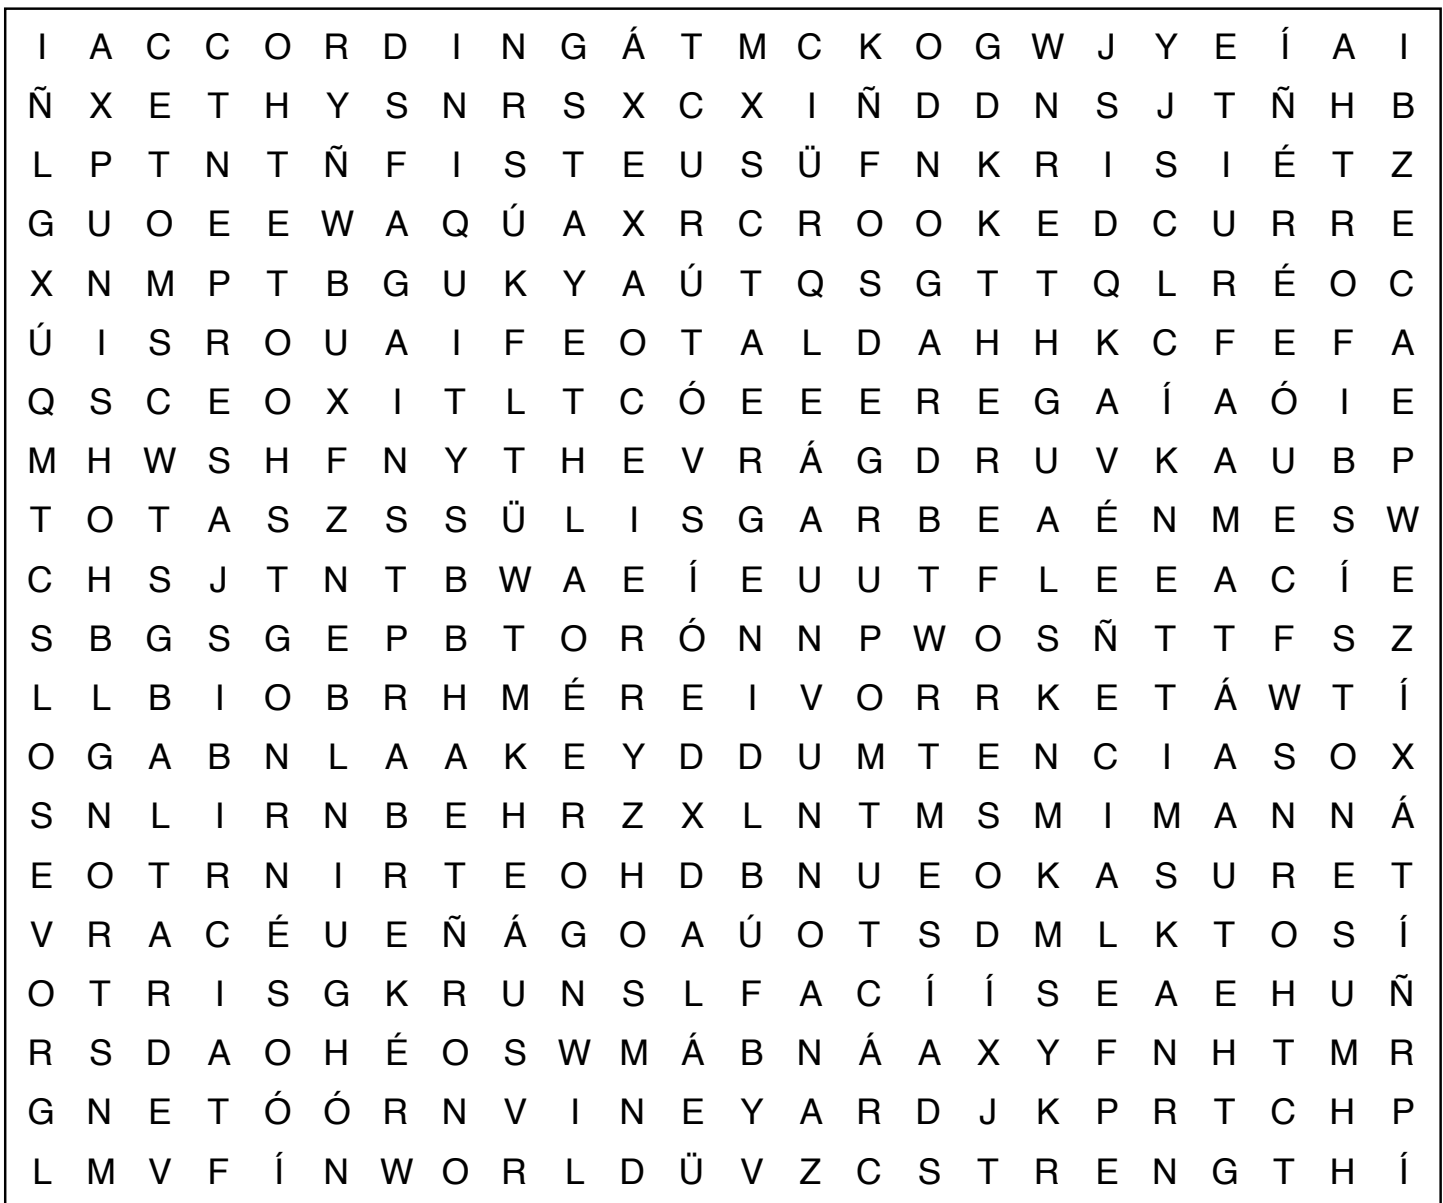 I A C C O R D I N G Á T M C K O G W J Y E Í A I
Ñ X E T H Y S N R S X C X I Ñ D D N S J T Ñ H B
L P T N T Ñ F I S T E U S Ü F N K R I S I É T Z
G U O E E W A Q Ú A X R C R O O K E D C U R R E
X N M P T B G U K Y A Ú T Q S G T T Q L R É O C
Ú I S R O U A I F E O T A L D A H H K C F E F A
Q S C E O X I T L T C Ó E E E R E G A Í A Ó I E
M H W S H F N Y T H E V R Á G D R U V K A U B P
T O T A S Z S S Ü L I S G A R B E A É N M E S W
C H S J T N T B W A E Í E U U T F L E E A C Í E
S B G S G E P B T O R Ó N N P W O S Ñ T T F S Z
L L B I O B R H M É R E I V O R R K E T Á W T Í
O G A B N L A A K E Y D D U M T E N C I A S O X
S N L I R N B E H R Z X L N T M S M I M A N N Á
E O T R N I R T E O H D B N U E O K A S U R E T
V R A C É U E Ñ Á G O A Ú O T S D M L K T O S Í
O T R I S G K R U N S L F A C Í Í S E A E H U Ñ
R S D A O H É O S W M Á B N Á A X Y F N H T M R
G N E T Ó Ó R N V I N E Y A R D J K P R T C H P
L M V F Í N W O R L D Ü V Z C S T R E N G T H Í